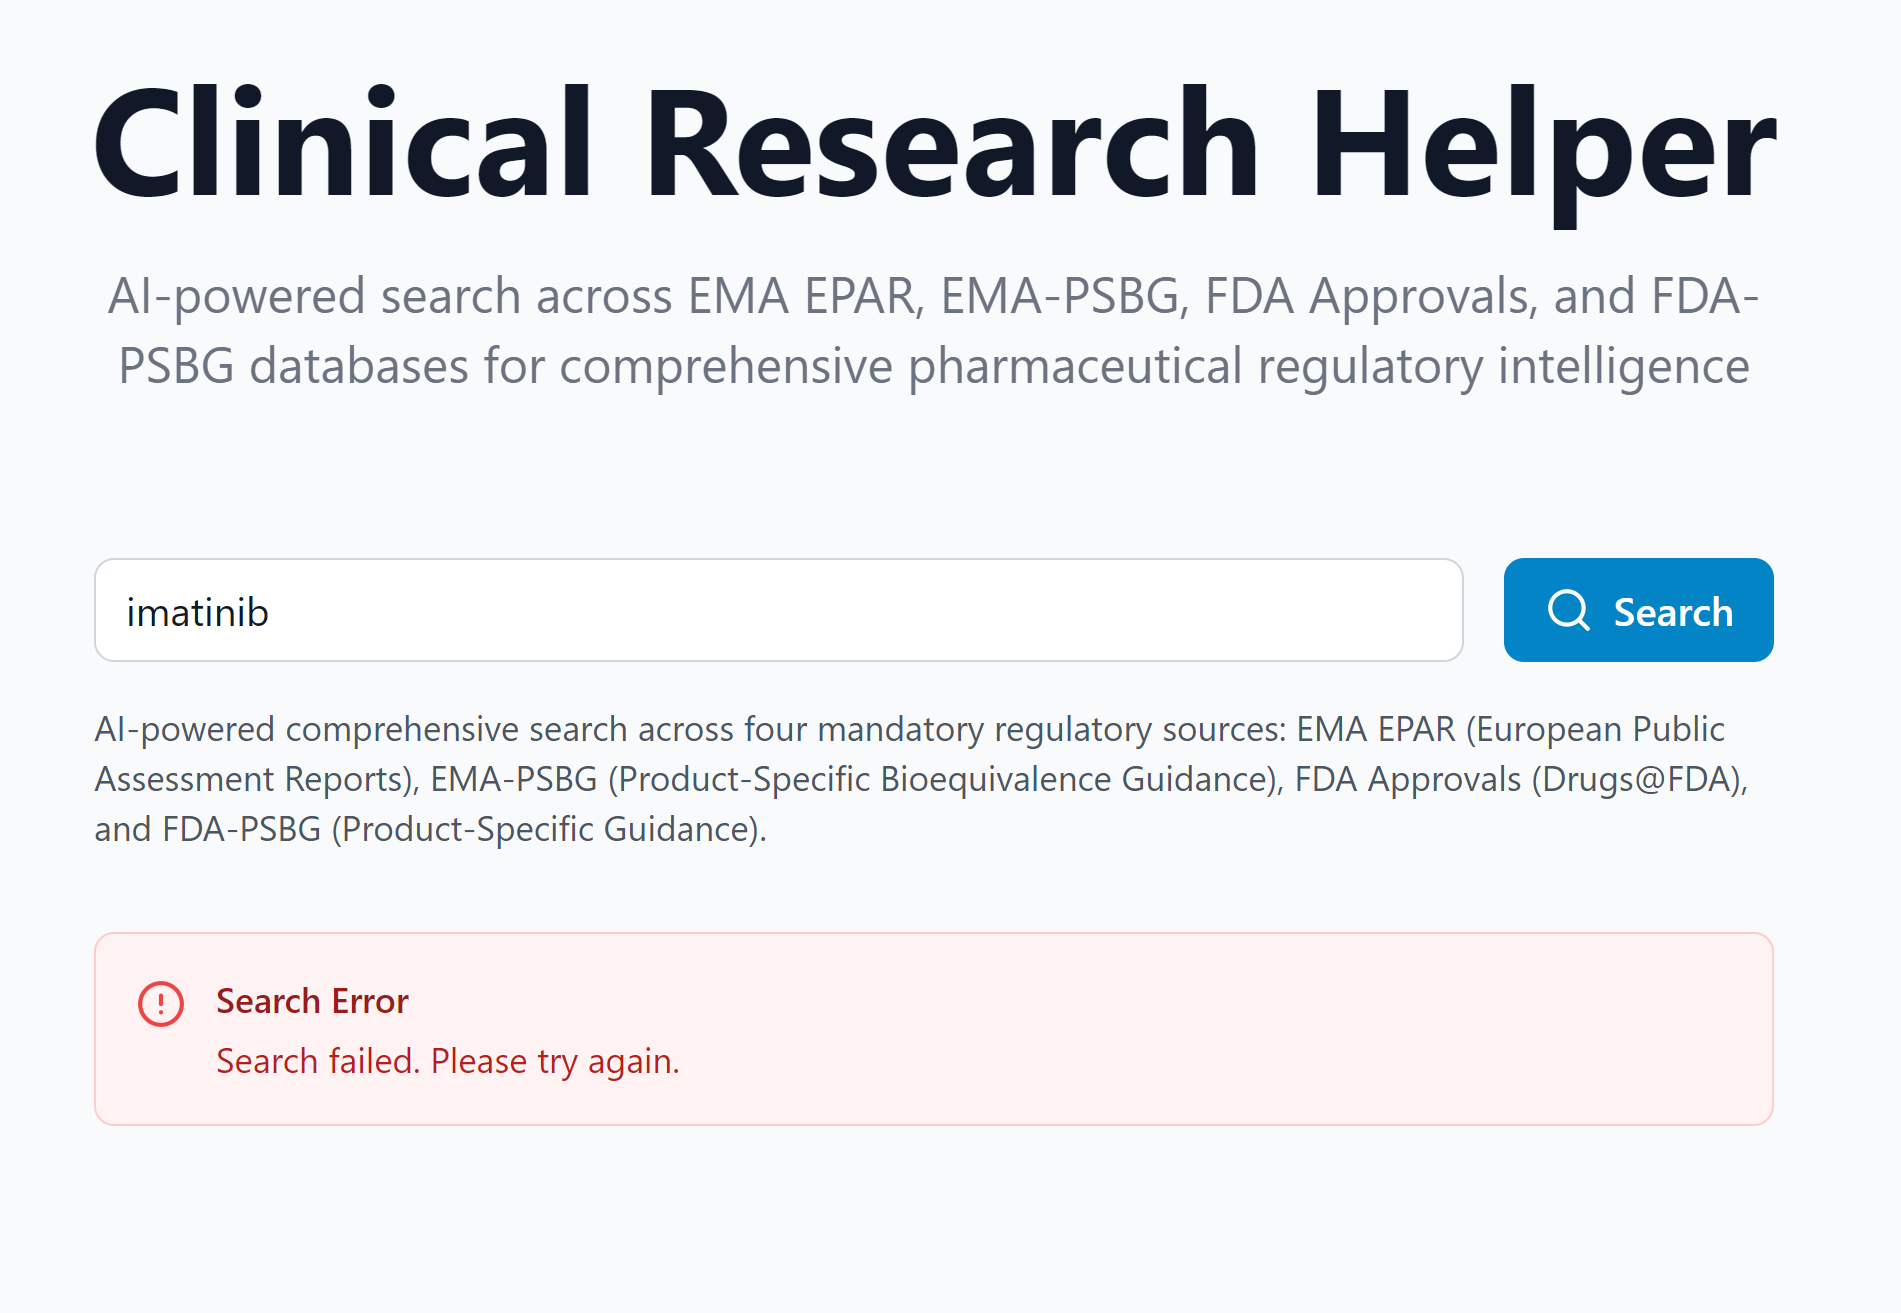 Clinical Research Helper
AI-powered search across EMA EPAR, EMA-PSBG, FDA Approvals, and FDA-
PSBG databases for comprehensive pharmaceutical regulatory intelligence
imatinib
Search
AI-powered comprehensive search across four mandatory regulatory sources: EMA EPAR (European Public
Assessment Reports), EMA-PSBG (Product-Specific Bioequivalence Guidance), FDA Approvals (Drugs@FDA),
and FDA-PSBG (Product-Specific Guidance).
Search Error
Search failed. Please try again.